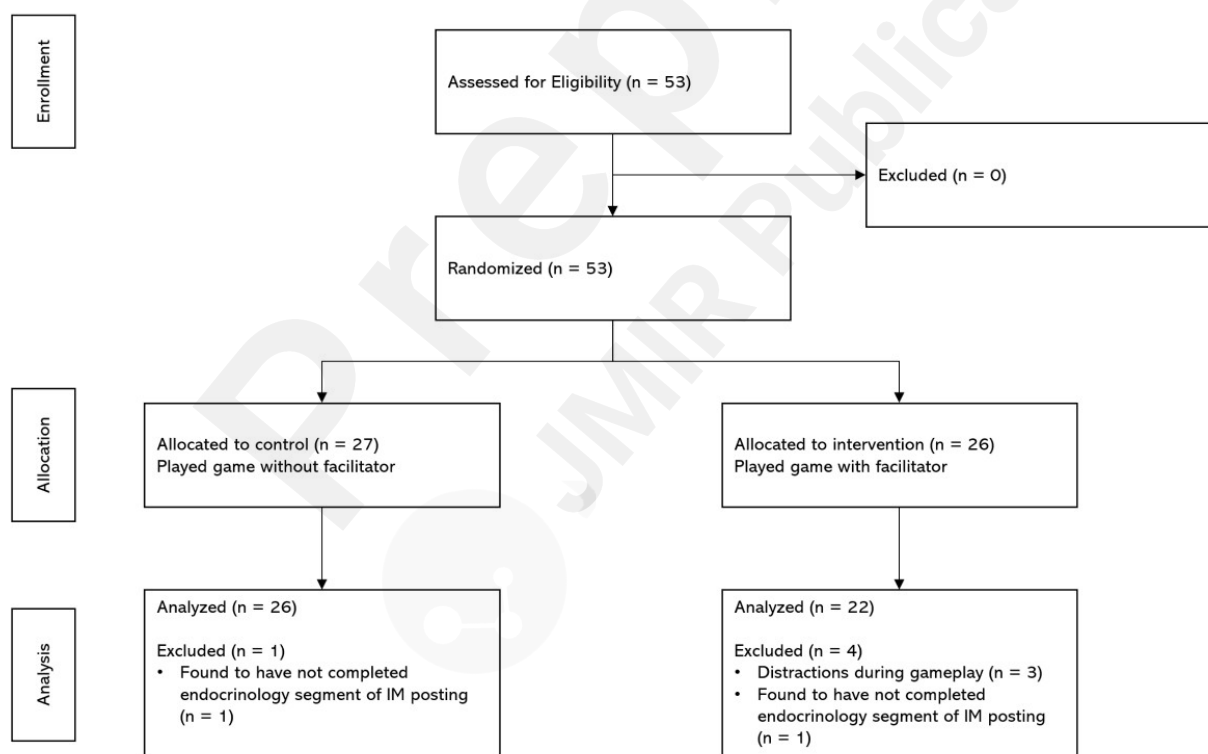 Enrollment
Assessed for Eligibility (n = 53)
Excluded (n = 0)
Randomized (n = 53)
Allocation
Allocated to control (n = 27)
Played game without facilitator
Allocated to intervention (n = 26)
Played game with facilitator
Analysis
Analyzed (n = 26)
Excluded (n = 1)
• Found to have not completed
endocrinology segment of IM posting
(n = 1)
Analyzed (n = 22)
Excluded (n = 4)
• Distractions during gameplay (n = 3)
• Found to have not completed
endocrinology segment of IM posting
(n = 1)
Prep
JMIR Publica